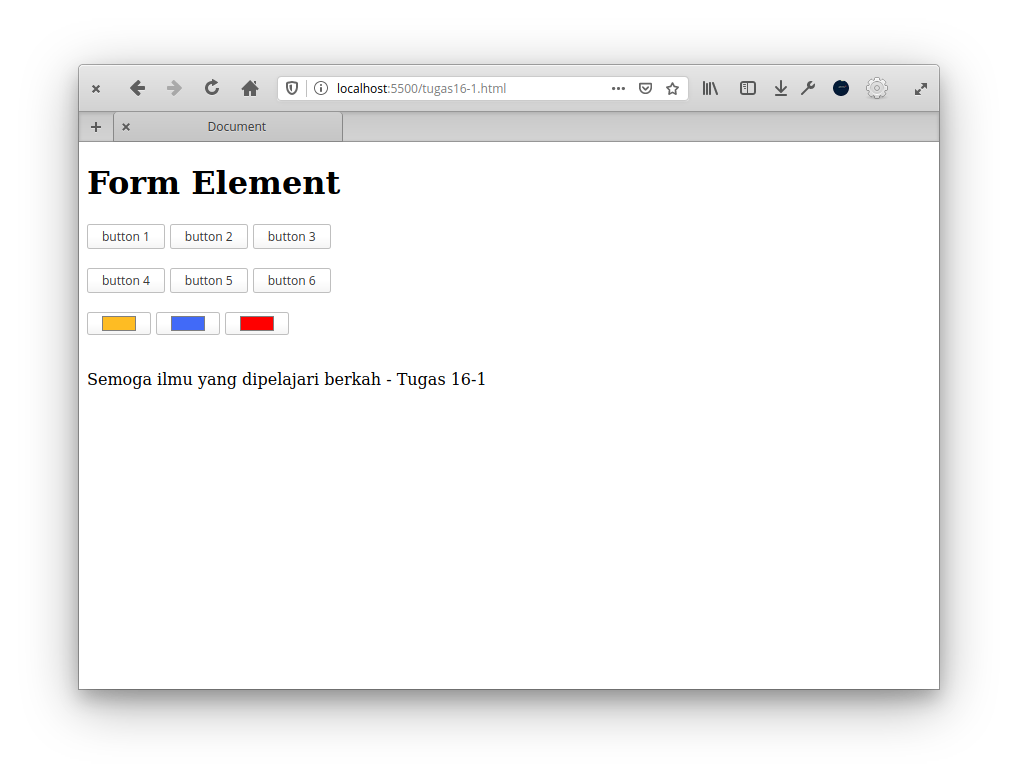 localhost:5500/tugas16-1.html
Document
Form Element
button 1 button 2 button 3
button 4 button 5 button 6
Semoga ilmu yang dipelajari berkah - Tugas 16-1